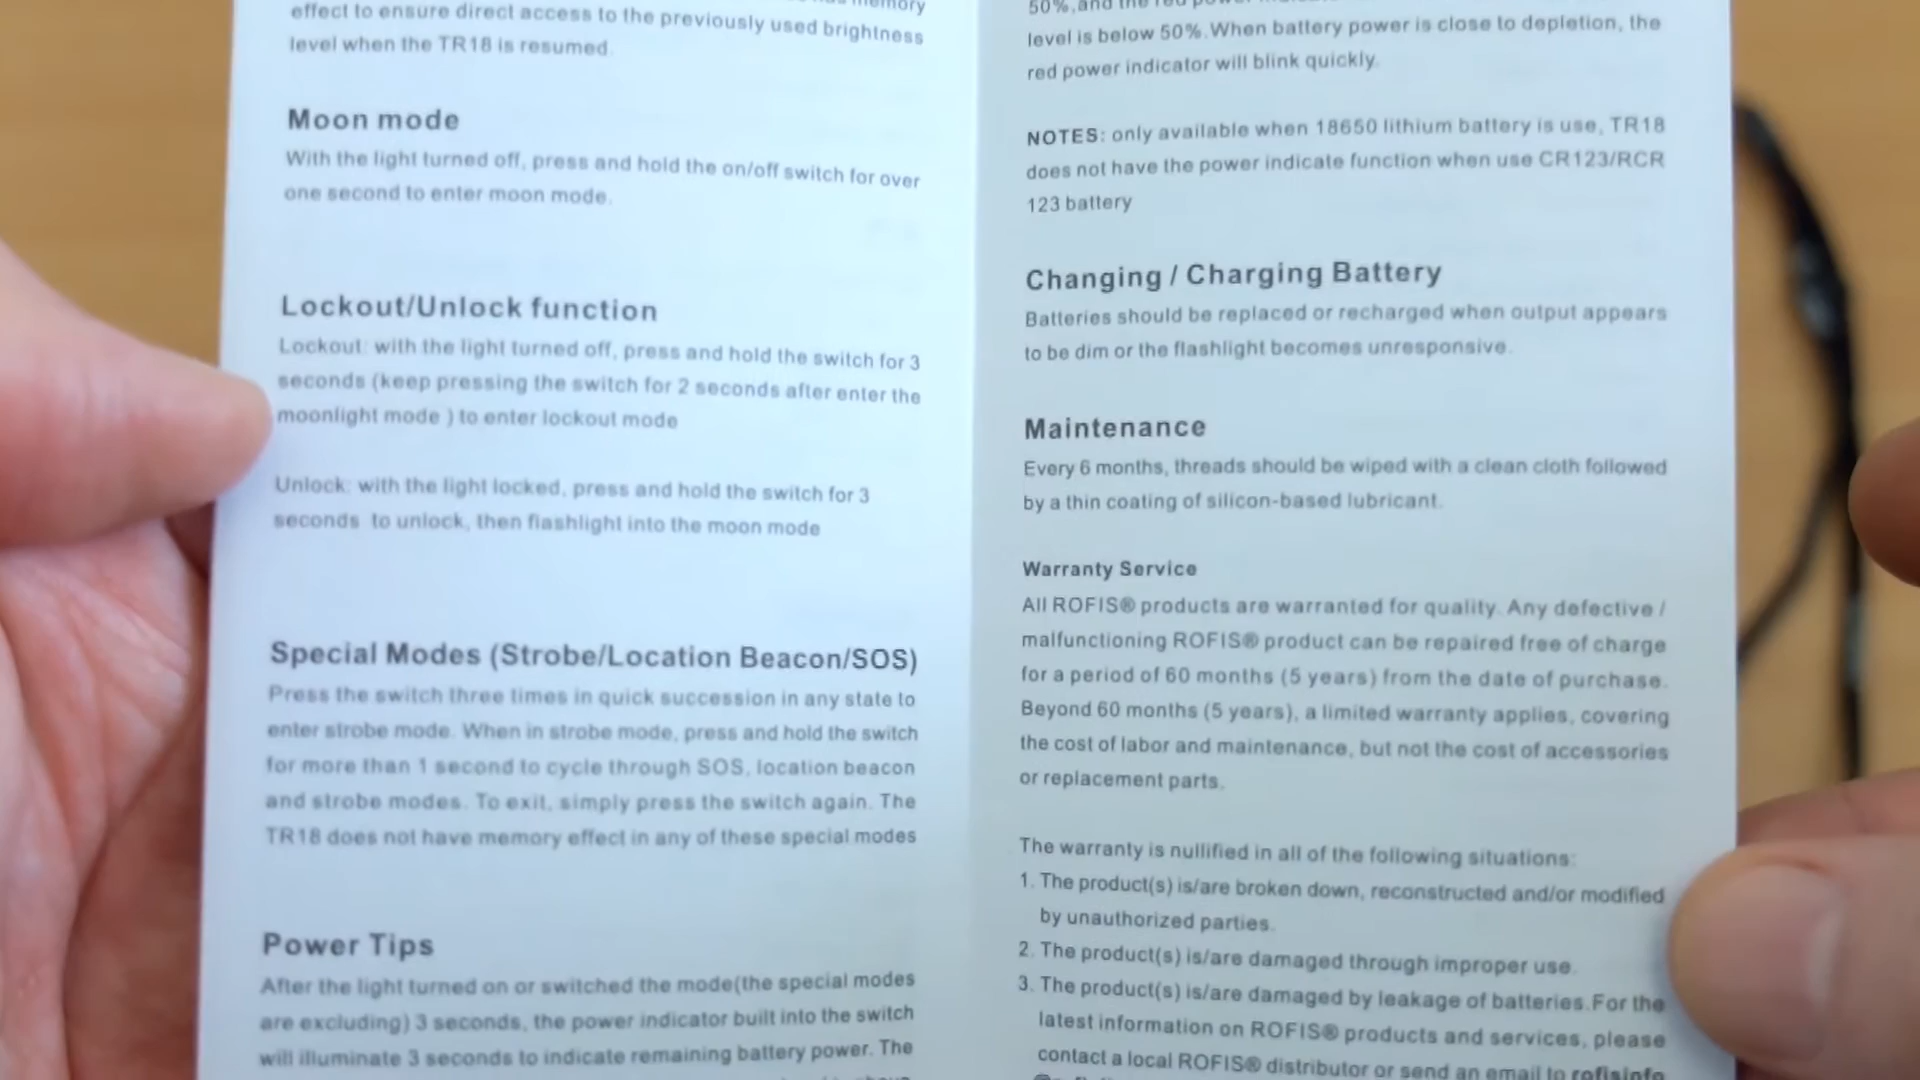 memory
effect to ensure direct access to the previously used brightness
level when the TR18 is resumed.
Moon mode
With the light turned off, press and hold the on/off switch for over
one second to enter moon mode.
Lockout/Unlock function
Lockout: with the light turned off, press and hold the switch for 3
seconds (keep pressing the switch for 2 seconds after enter the
moonlight mode ) to enter lockout mode
Unlock: with the light locked, press and hold the switch for 3
seconds to unlock, then flashlight into the moon mode
Special Modes (Strobe/Location Beacon/SOS)
Press the switch three times in quick succession in any state to
enter strobe mode. When in strobe mode, press and hold the switch
for more than 1 second to cycle through SOS, location beacon
and strobe modes. To exit, simply press the switch again. The
TR18 does not have memory effect in any of these special modes
Power Tips
After the light turned on or switched the mode(the special modes
are excluding) 3 seconds, the power indicator built into the switch
will illuminate 3 seconds to indicate remaining battery power. The
50%,and the red power
level is below 50%.When battery power is close to depletion, the
red power indicator will blink quickly.
NOTES: only available when 18650 lithium battery is use, TR18
does not have the power indicate function when use CR123/RCR
123 battery
Changing / Charging Battery
Batteries should be replaced or recharged when output appears
to be dim or the flashlight becomes unresponsive.
Maintenance
Every 6 months, threads should be wiped with a clean cloth followed
by a thin coating of silicon-based lubricant.
Warranty Service
All ROFIS® products are warranted for quality. Any defective /
malfunctioning ROFIS® product can be repaired free of charge
for a period of 60 months (5 years) from the date of purchase.
Beyond 60 months (5 years), a limited warranty applies, covering
the cost of labor and maintenance, but not the cost of accessories
or replacement parts.
The warranty is nullified in all of the following situations:
1. The product(s) is/are broken down, reconstructed and/or modified
by unauthorized parties.
2. The product(s) is/are damaged through improper use.
3. The product(s) is/are damaged by leakage of batteries.For the
latest information on ROFIS® products and services, please
contact a local ROFIS® distributor or send an email to rofisinfo